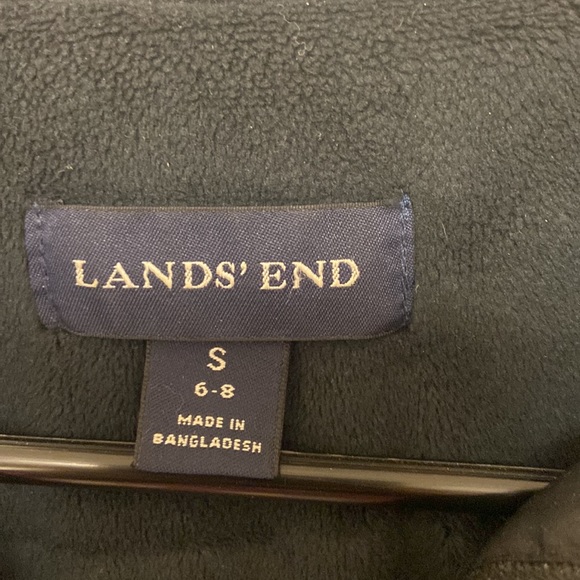 LANDS' END
S
6-8
MADE IN
BANGLADESH